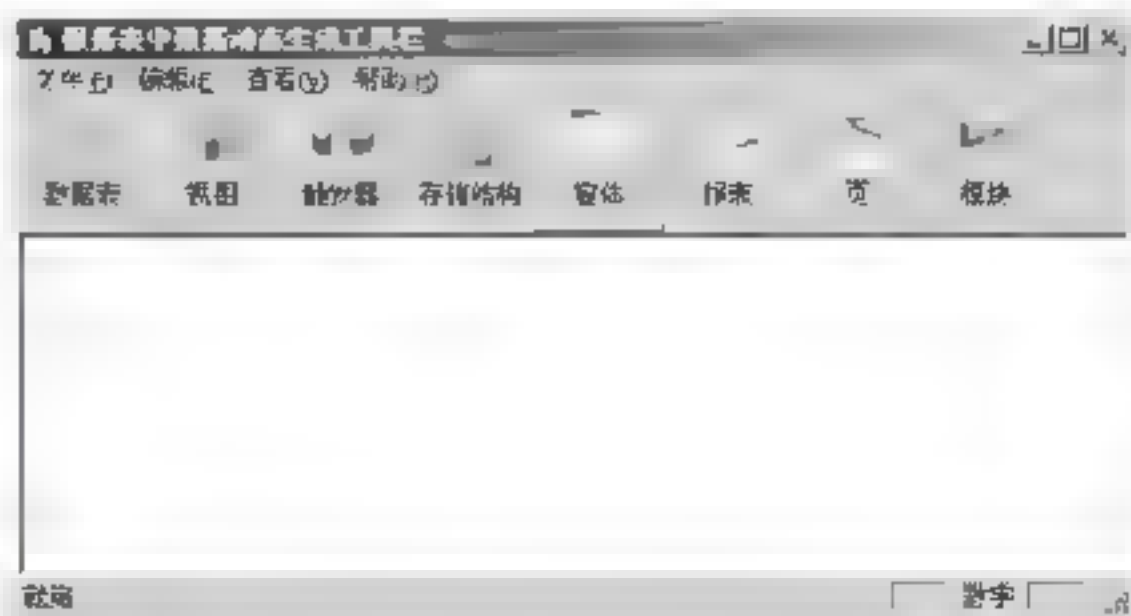 文件(F) 编辑(E) 查看(V) 帮助(H)
数据表 视图 触发器 存储结构 窗体 报表 页 模块
就绪 数字